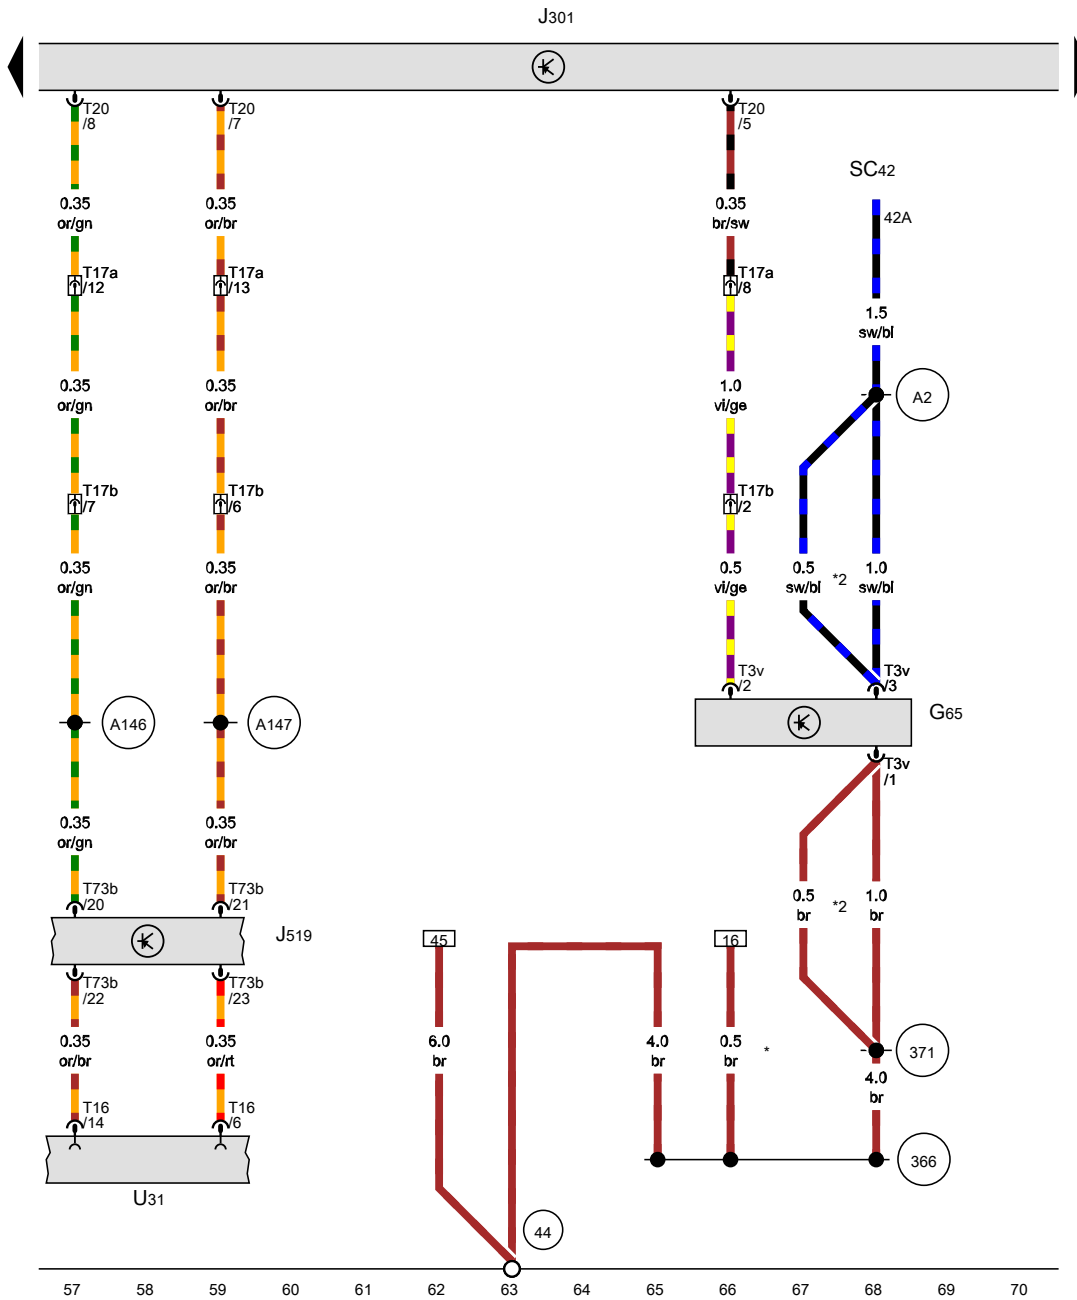 J301
T20
/8
T20
/7
T20
/5
SC42
42A
0.35
or/gn
0.35
or/br
0.35
br/sw
T17a
/12
T17a
/13
T17a
/8
1.5
sw/bl
0.35
or/gn
0.35
or/br
1.0
vi/ge
A2
T17b
/7
T17b
/6
T17b
/2
0.35
or/gn
0.35
or/br
0.5
vi/ge
0.5
sw/bl
*2
1.0
sw/bl
T3v
/2
T3v
/3
A146
A147
G65
T3v
/1
0.35
or/gn
0.35
or/br
T73b
/20
T73b
/21
0.5
br
*2
1.0
br
J519
45
16
T73b
/22
T73b
/23
0.35
or/br
0.35
or/rt
6.0
br
4.0
br
0.5
br
*
371
4.0
br
T16
/14
T16
/6
366
U31
44
57 58 59 60 61 62 63 64 65 66 67 68 69 70